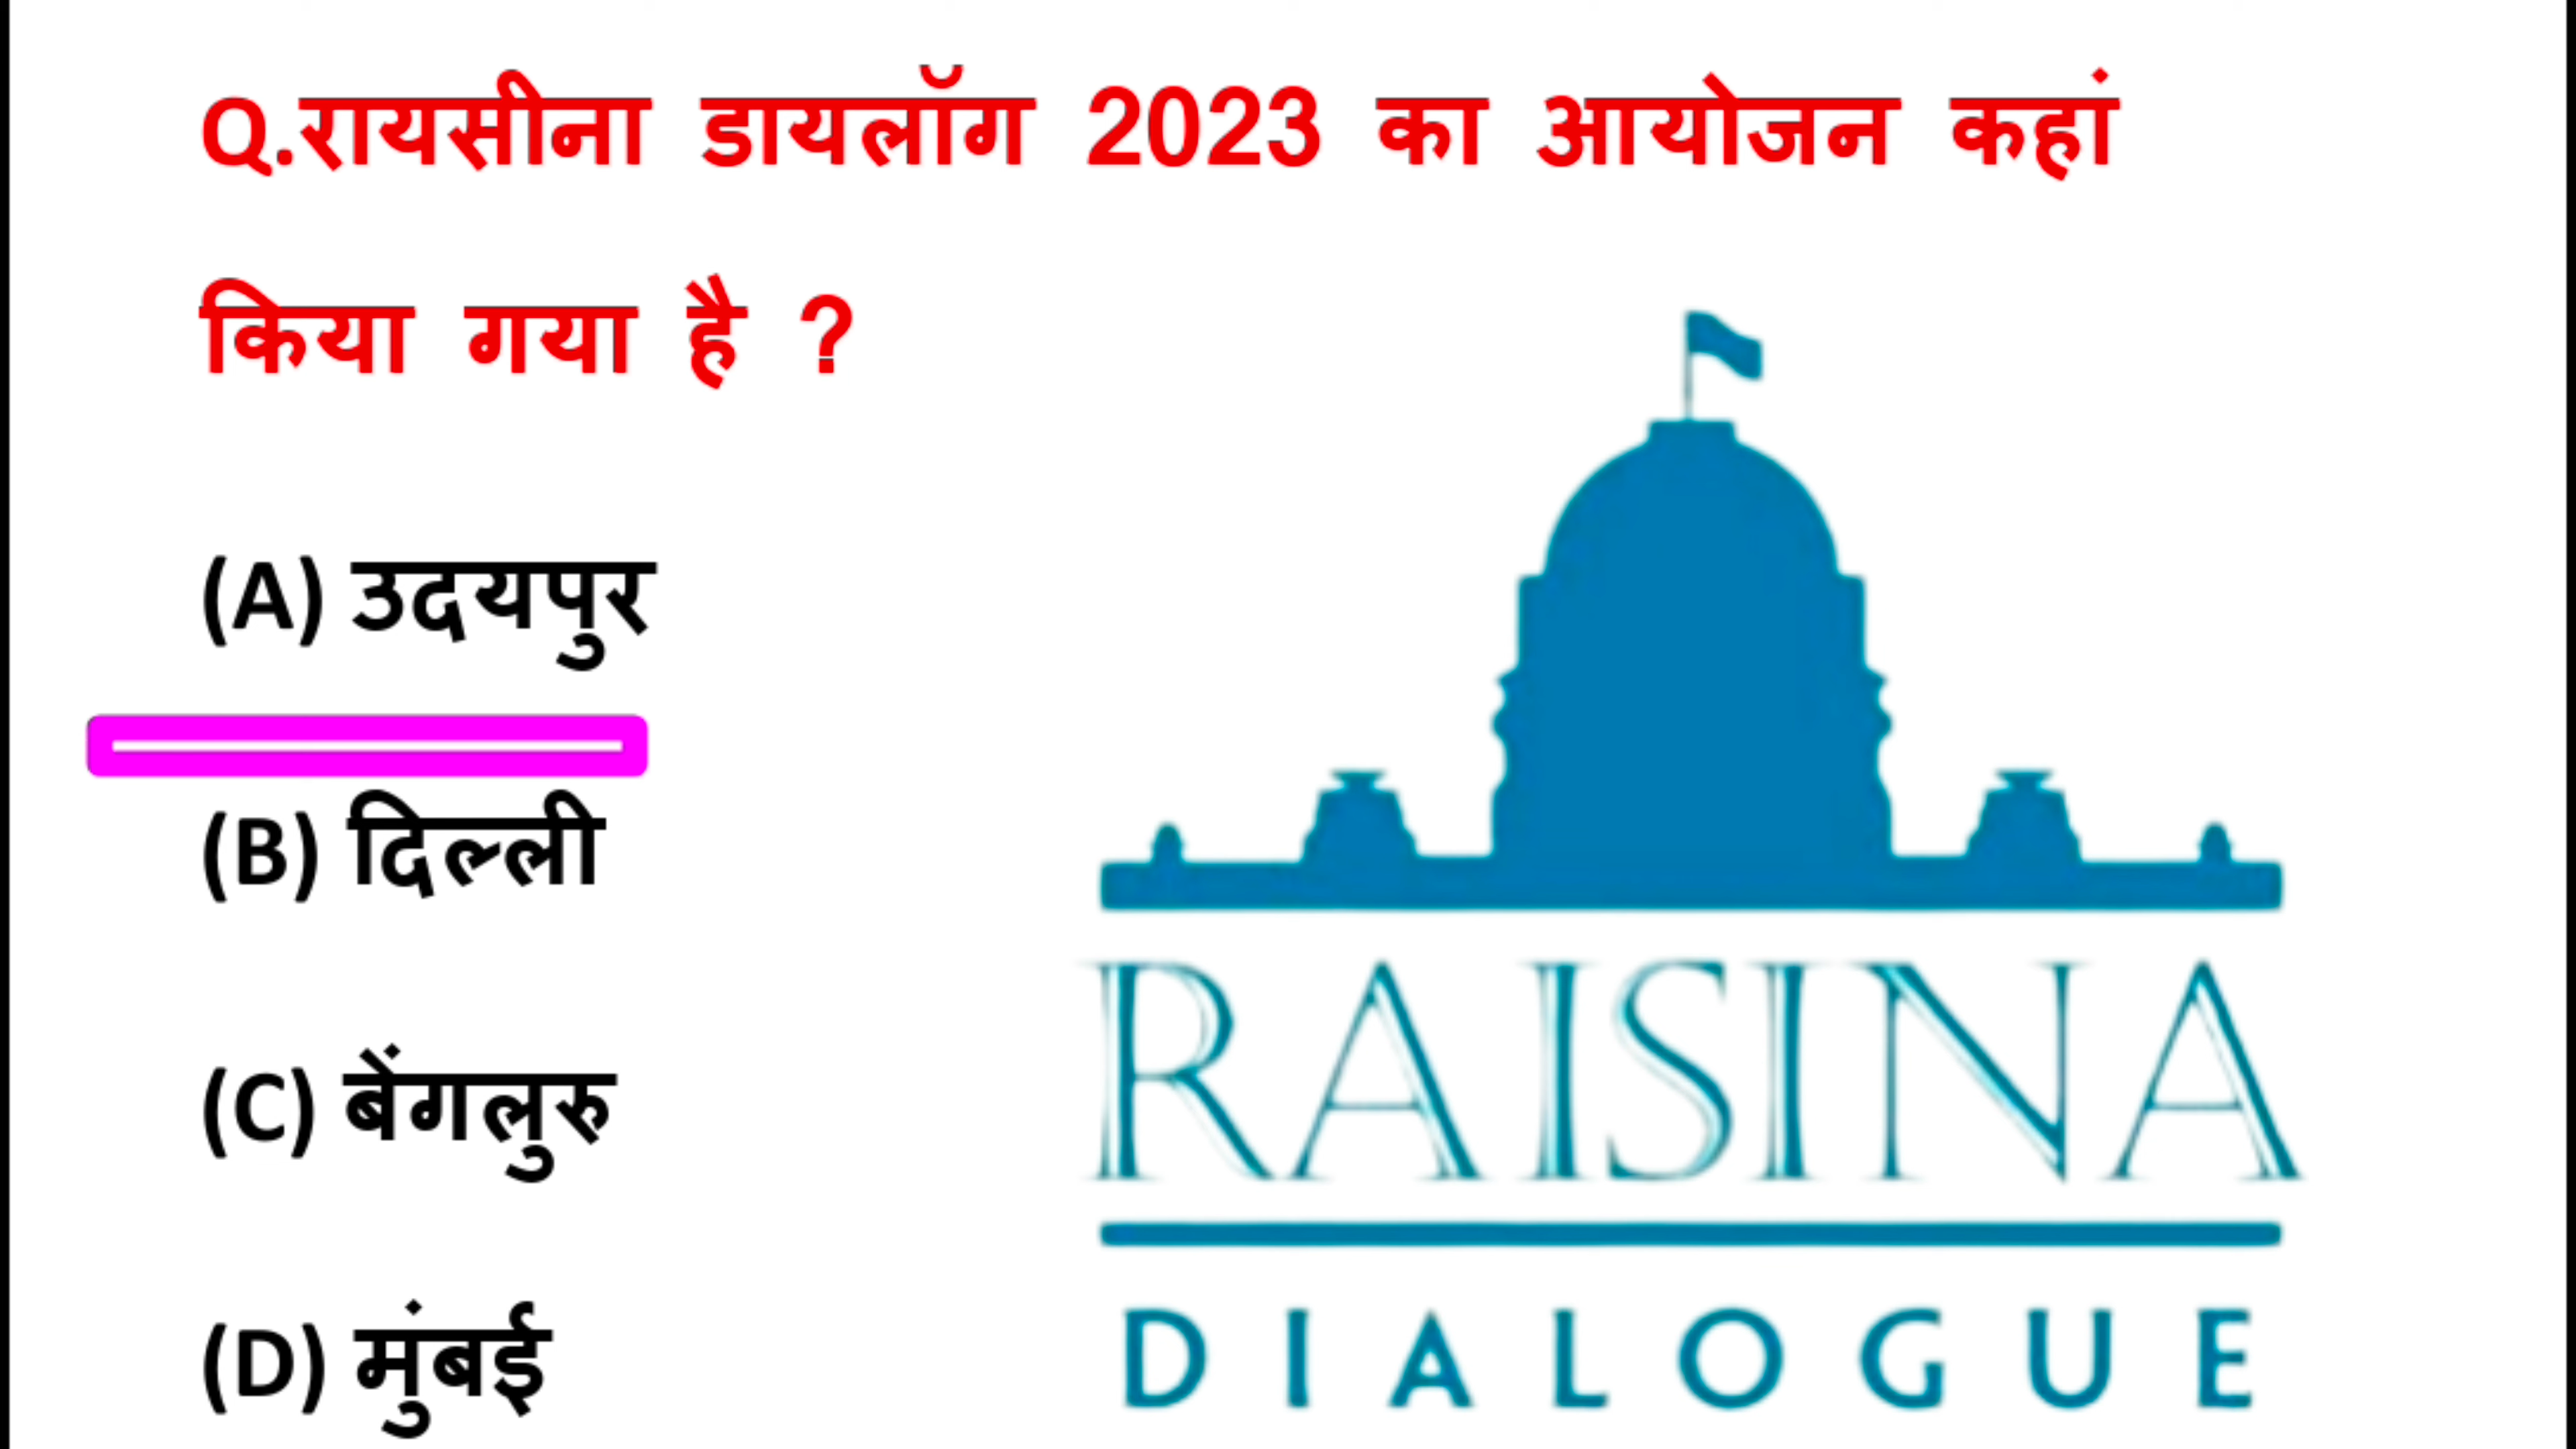 Q.रायसीना डायलॉग 2023 का आयोजन कहां
किया गया है ?
(A) उदयपुर
(B) दिल्ली
(C) बेंगलुरु
(D) मुंबई
RAISINA
DIALOGUE